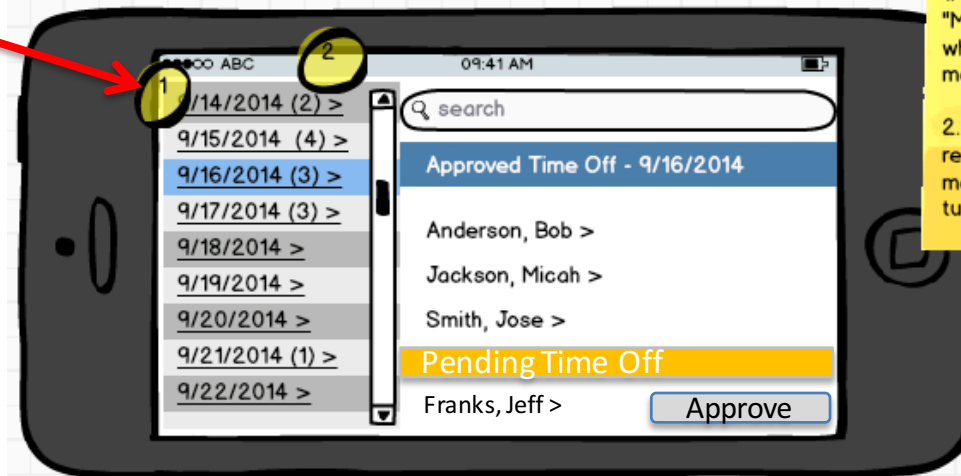 ABC
09:41 AM
1
2
9/14/2014 (2) >
9/15/2014 (4) >
9/16/2014 (3) >
9/17/2014 (3) >
9/18/2014 >
9/19/2014 >
9/20/2014 >
9/21/2014 (1) >
9/22/2014 >
search
Approved Time Off - 9/16/2014
Anderson, Bob >
Jackson, Micah >
Smith, Jose >
Pending Time Off
Franks, Jeff >
Approve
2.